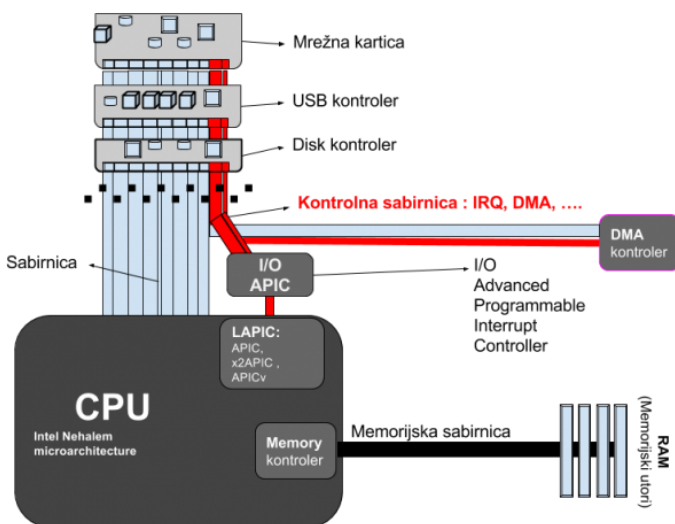 Mrežna kartica
USB kontroler
Disk kontroler
Kontrolna sabirnica : IRQ, DMA, ....
DMA
kontroler
Sabirnica
I/O
APIC
I/O
Advanced
Programmable
Interrupt
Controller
LAPIC:
APIC,
x2APIC ,
APICv
CPU
Intel Nehalem
microarchitecture
Memory
kontroler
Memorijska sabirnica
RAM
(Memorijski utori)